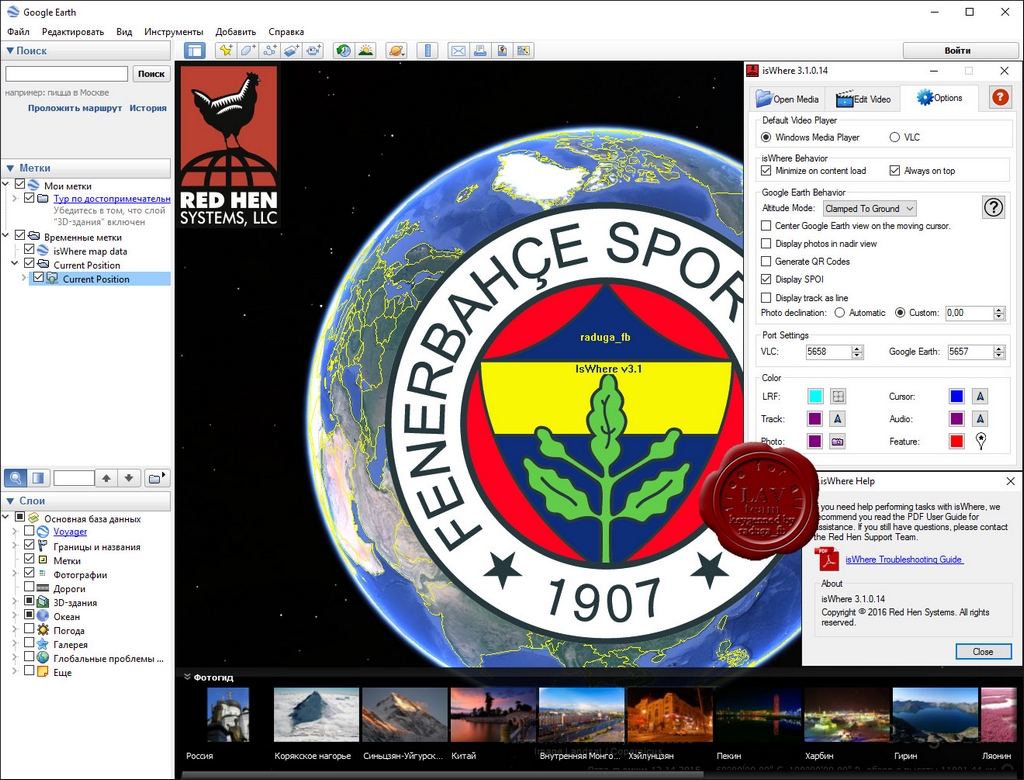 Google Earth
Файл Редактировать Вид Инструменты Добавить Справка
Поиск
Поиск
например: пицца в Москве
Проложить маршрут История
Метки
Мои метки
Тур по достопримечательн
Убедитесь в том, что слой
"3D-здания" включен
Временные метки
isWhere map data
Current Position
Current Position
Слои
Основная база данных
Voyager
Границы и названия
Метки
Фотографии
Дороги
3D-здания
Океан
Погода
Галерея
Глобальные проблемы ...
Еще
Войти
RED HEN
SYSTEMS, LLC
FENERBAHÇE SPOR
raduga_fb
IsWhere v3.1
1907
isWhere 3.1.0.14
Open Media Edit Video Options
Default Video Player
Windows Media Player VLC
isWhere Behavior
Minimize on content load Always on top
Google Earth Behavior
Altitude Mode: Clamped To Ground
Center Google Earth view on the moving cursor.
Display photos in nadir view
Generate QR Codes
Display SPOI
Display track as line
Photo declination: Automatic Custom: 0,00
Port Settings
VLC: 5658 Google Earth: 5657
Color
LRF: Cursor:
Track: Audio:
Photo: Feature:
LAV
team
keygenned by
raduga_fb
isWhere Help
you need help perfoming tasks with isWhere, we
ecommend you read the PDF User Guide for
ssistance. If you still have questions, please contact
the Red Hen Support Team.
PDF
isWhere Troubleshooting Guide
About
isWhere 3.1.0.14
Copyright © 2016 Red Hen Systems. All rights
reserved.
Close
Фотогид
Россия Корякское нагорье Синьцзян-Уйгурск... Китай Внутренняя Монго... Хэйлунцзян Пекин Харбин Гирин Ляонин